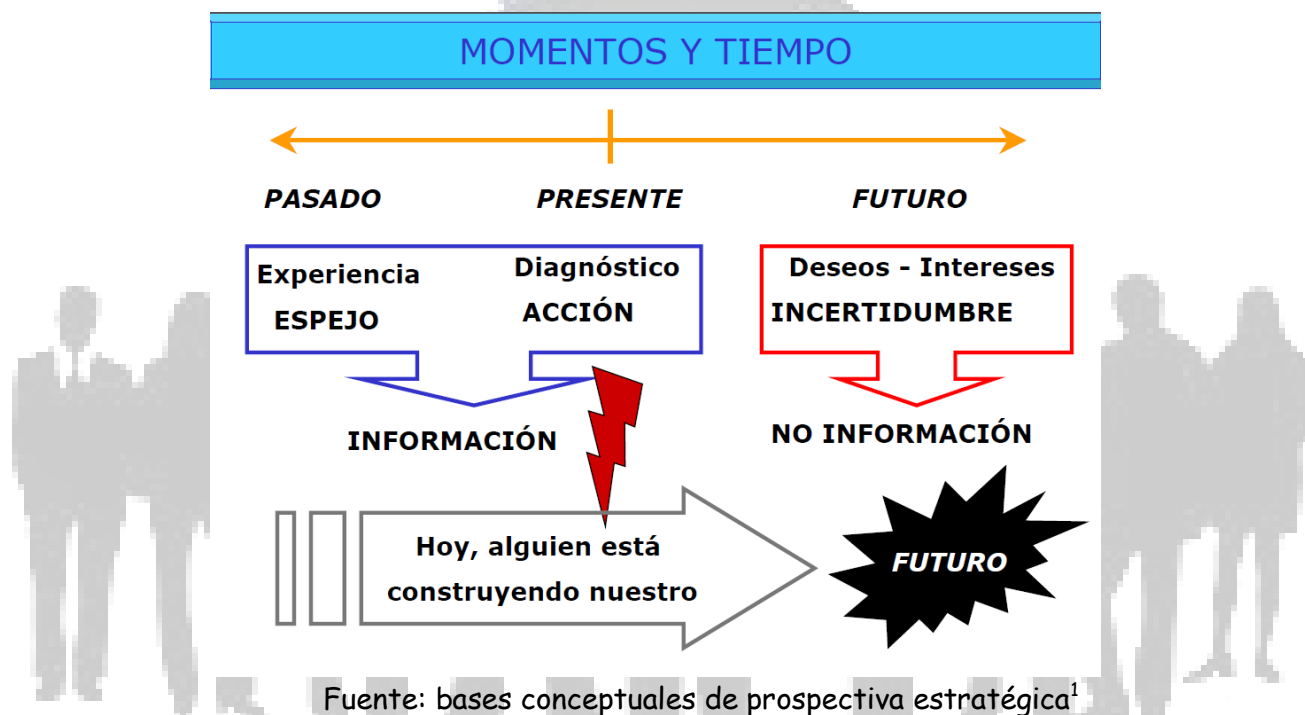 MOMENTOS Y TIEMPO
PASADO
PRESENTE
FUTURO
Experiencia
ESPEJO
Diagnóstico
ACCIÓN
Deseos - Intereses
INCERTIDUMBRE
INFORMACIÓN
NO INFORMACIÓN
Hoy, alguien está
construyendo nuestro
FUTURO
Fuente: bases conceptuales de prospectiva estratégica¹